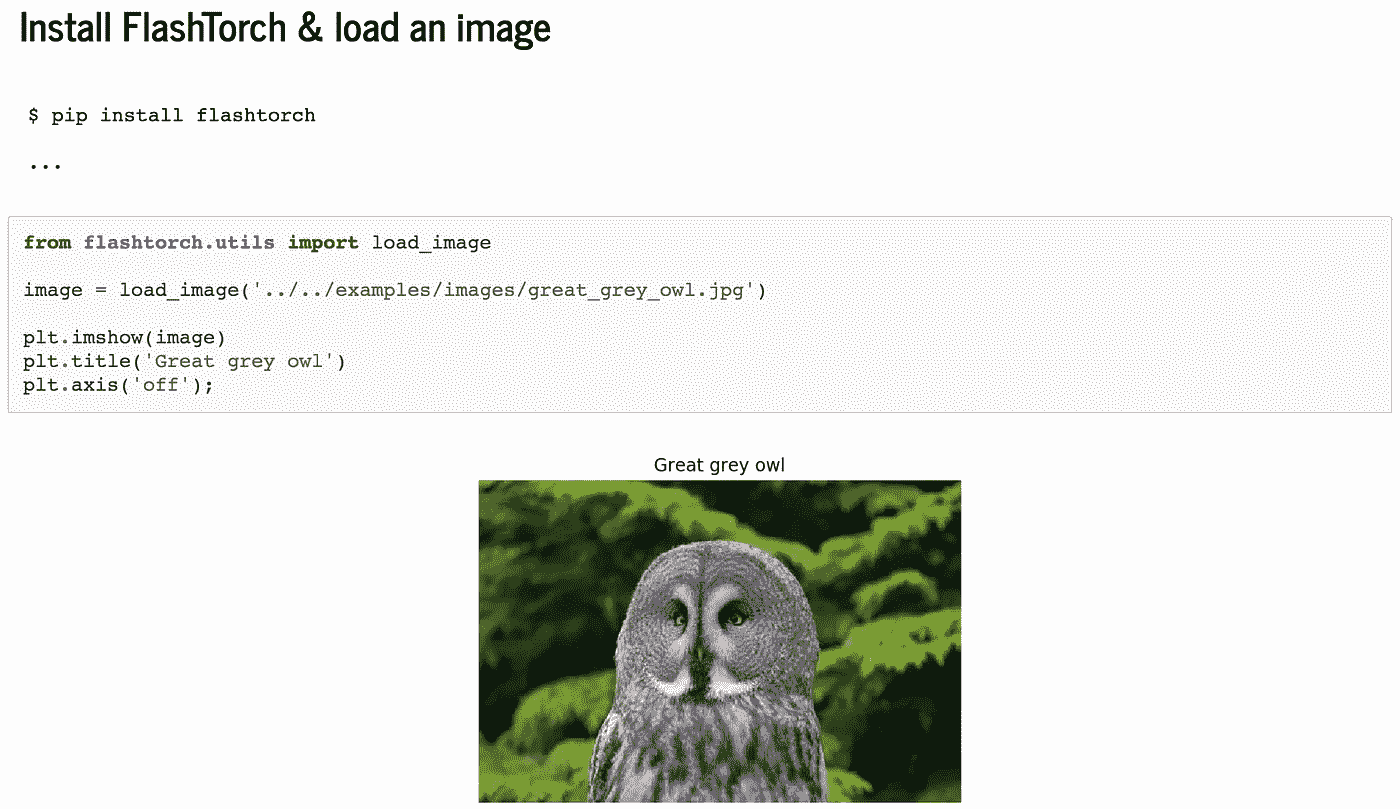 Install FlashTorch & load an image
$ pip install flashtorch
...
from flashtorch.utils import load_image
image = load_image('../../examples/images/great_grey_owl.jpg')
plt.imshow(image)
plt.title('Great grey owl')
plt.axis('off');
Great grey owl